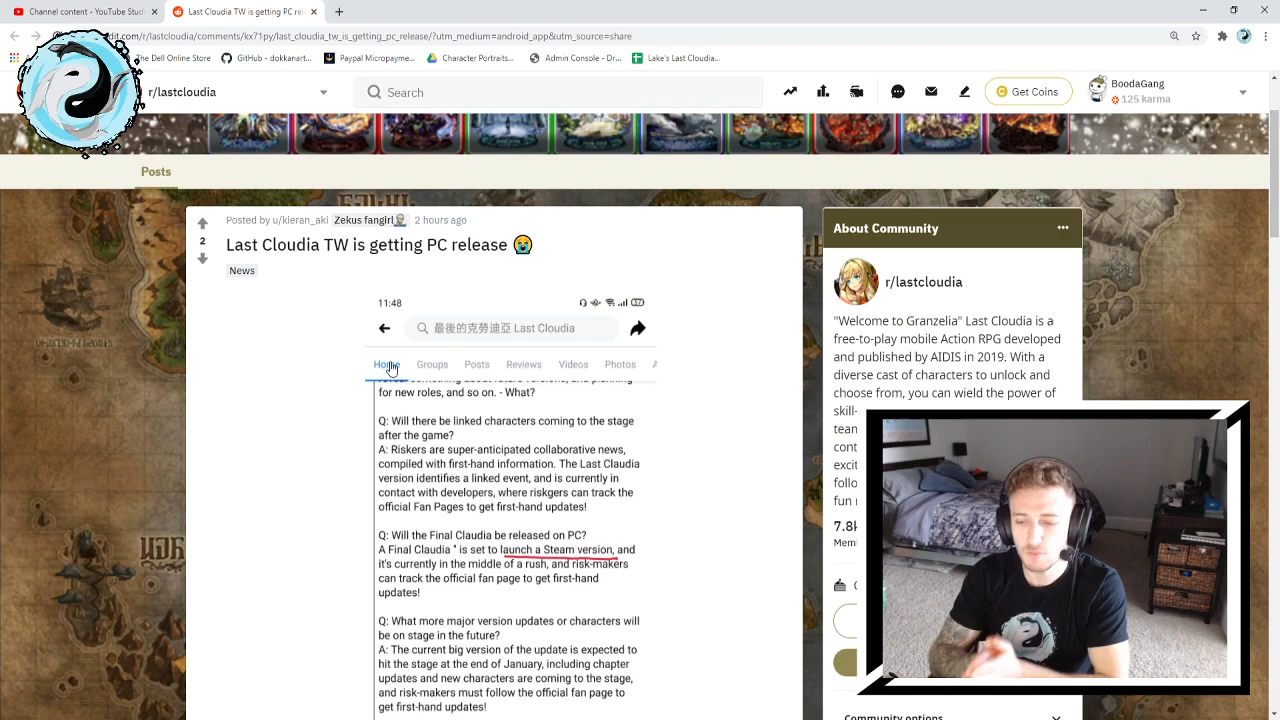 Channel content - YouTube Stud
Last Cloudia TW is getting PC re
dit.com/r/lastcloudia/comments/kx71py/last_cloudia_tw_is_getting_pc_release/?utm_medium=android_app&utm_source=share
The Dell Online Store
GitHub - dokkanart...
Paypal Micropayme...
Character Portraits...
Admin Console - Dr...
Lake's Last Cloudia...
r/lastcloudia
Search
Get Coins
BoodaGang
125 karma
Posts
Posted by u/kieran_aki Zekus fangirl 2 hours ago
2
Last Cloudia TW is getting PC release 😭
News
11:48
37
最後的克勞迪亞 Last Cloudia
Home Groups Posts Reviews Videos Photos A
for new roles, and so on. - What?
Q: Will there be linked characters coming to the stage
after the game?
A: Riskers are super-anticipated collaborative news,
compiled with first-hand information. The Last Claudia
version identifies a linked event, and is currently in
contact with developers, where riskgers can track the
official Fan Pages to get first-hand updates!
Q: Will the Final Claudia be released on PC?
A Final Claudia " is set to launch a Steam version, and
it's currently in the middle of a rush, and risk-makers
can track the official fan page to get first-hand
updates!
Q: What more major version updates or characters will
be on stage in the future?
A: The current big version of the update is expected to
hit the stage at the end of January, including chapter
updates and new characters are coming to the stage,
and risk-makers must follow the official fan page to
get first-hand updates!
About Community
r/lastcloudia
"Welcome to Granzelia" Last Cloudia is a
free-to-play mobile Action RPG developed
and published by AIDIS in 2019. With a
diverse cast of characters to unlock and
choose from, you can wield the power of
skill-
team
cont
excit
follo
fun
7.8k
Mem
Community options